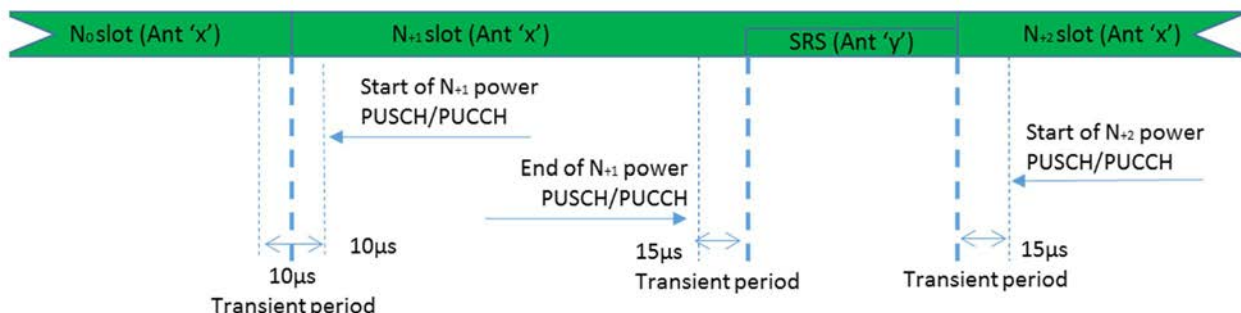 N0 slot (Ant ‘x’)
N+1 slot (Ant ‘x’)
SRS (Ant ‘y’)
N+2 slot (Ant ‘x’)
Start of N+1 power
PUSCH/PUCCH
End of N+1 power
PUSCH/PUCCH
Start of N+2 power
PUSCH/PUCCH
10µs
10µs
Transient period
15µs
Transient period
15µs
Transient period